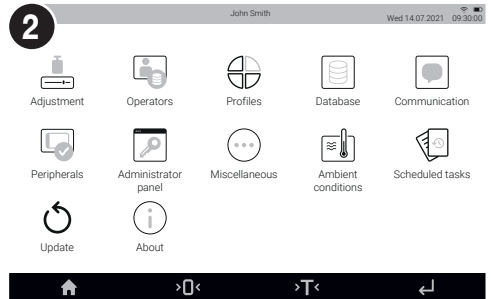 2
John Smith
Wed 14.07.2021 09:30:00
Adjustment Operators Profiles Database Communication
Peripherals Administrator panel Miscellaneous Ambient conditions Scheduled tasks
Update About
>0< >T<